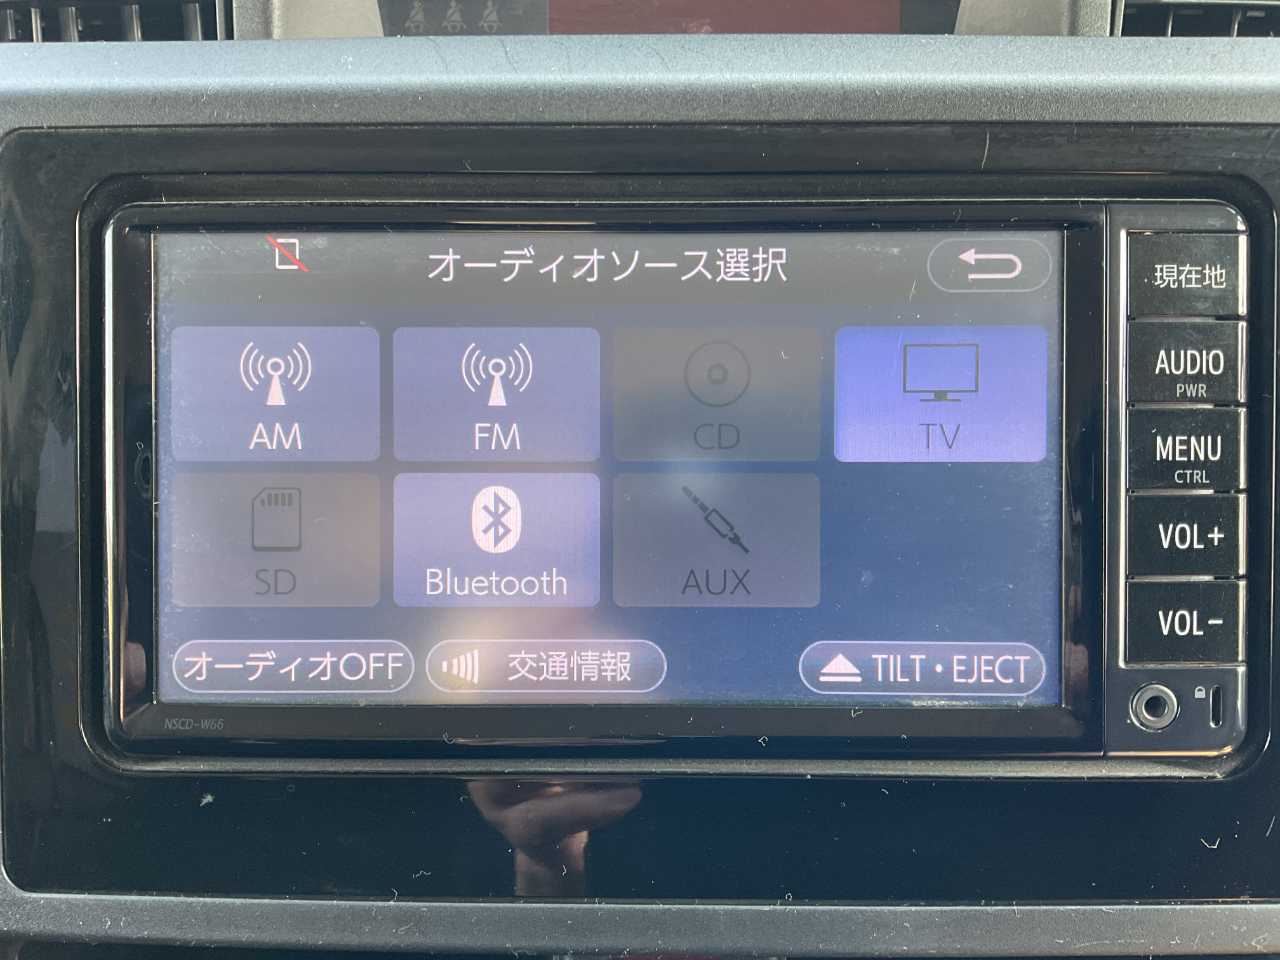 オーディオソース選択
AM
FM
CD
TV
SD
Bluetooth
AUX
オーディオOFF
交通情報
TILT・EJECT
NSCD-W66
現在地
AUDIO
PWR
MENU
CTRL
VOL+
VOL-